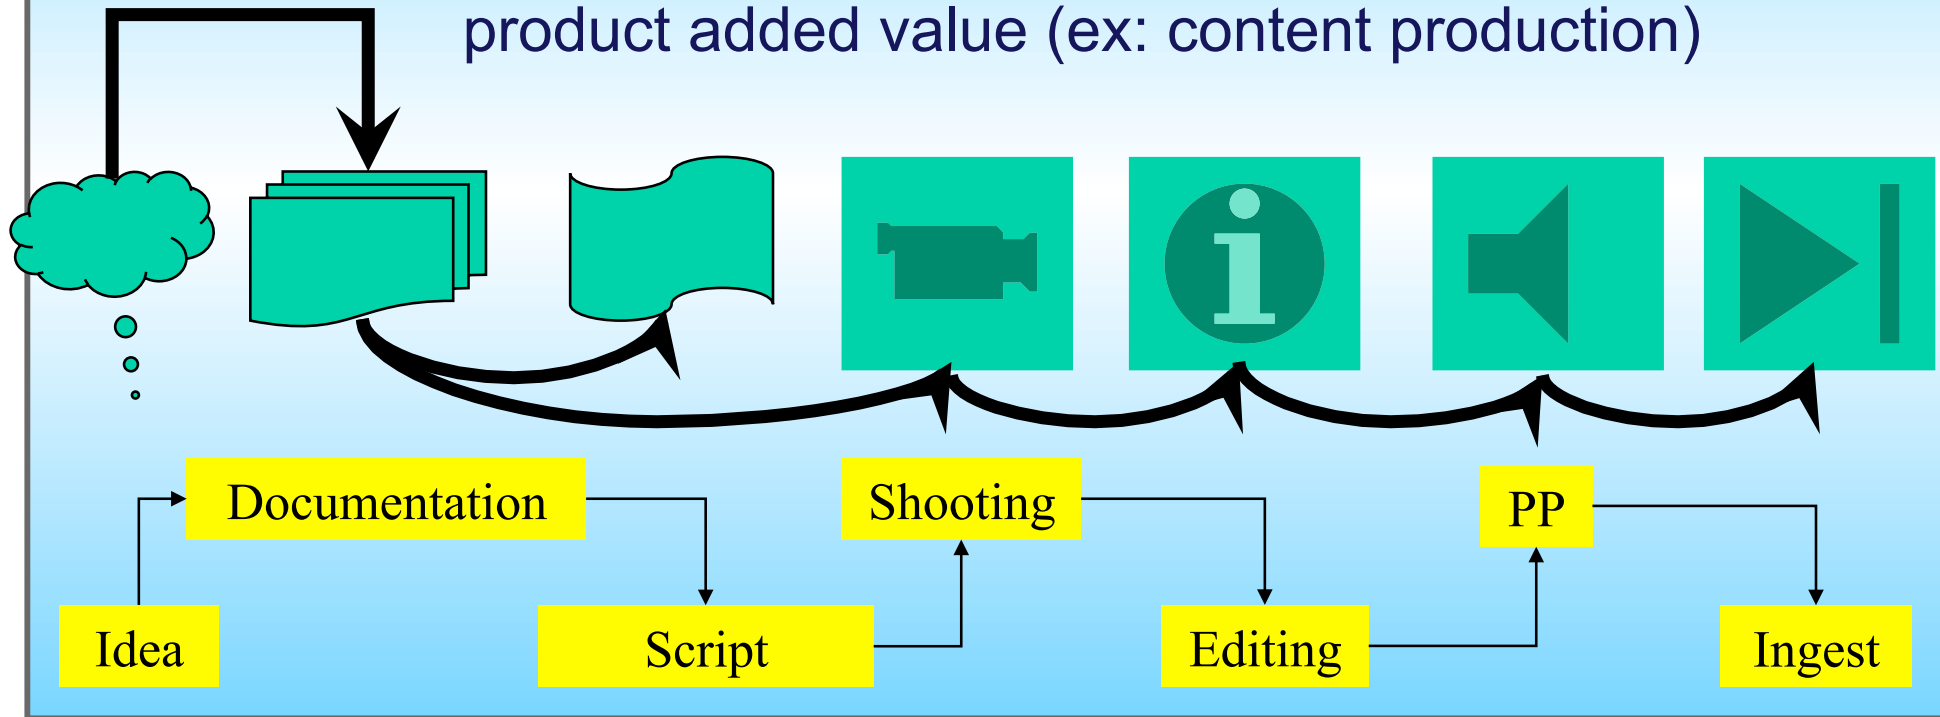 product added value (ex: content production)
Documentation
Shooting
PP
Idea
Script
Editing
Ingest